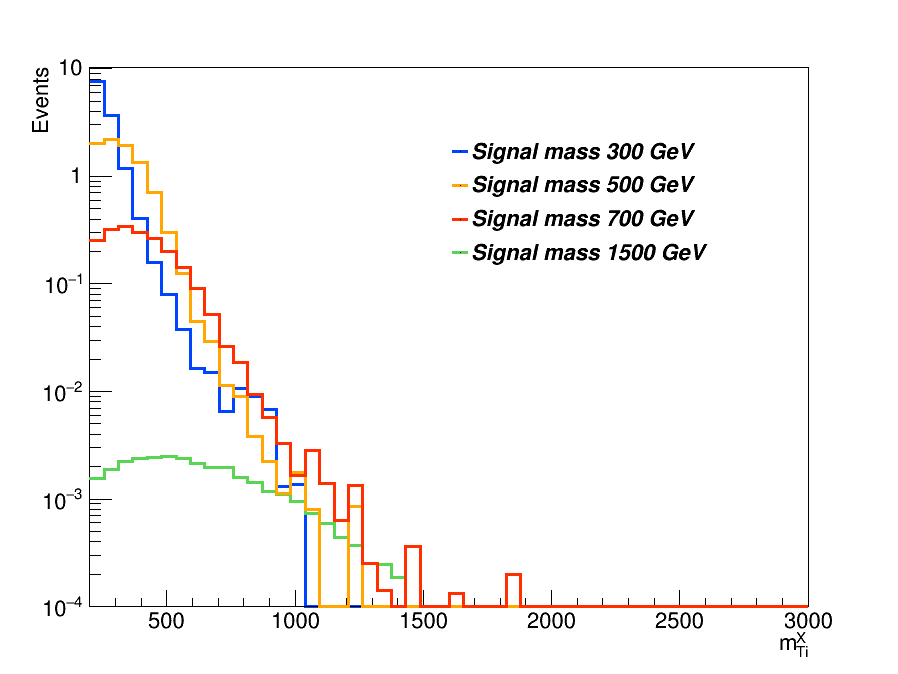 Events
10
1
10⁻¹
10⁻²
10⁻³
10⁻⁴
Signal mass 300 GeV
Signal mass 500 GeV
Signal mass 700 GeV
Signal mass 1500 GeV
500 1000 1500 2000 2500 3000
m^X_Ti